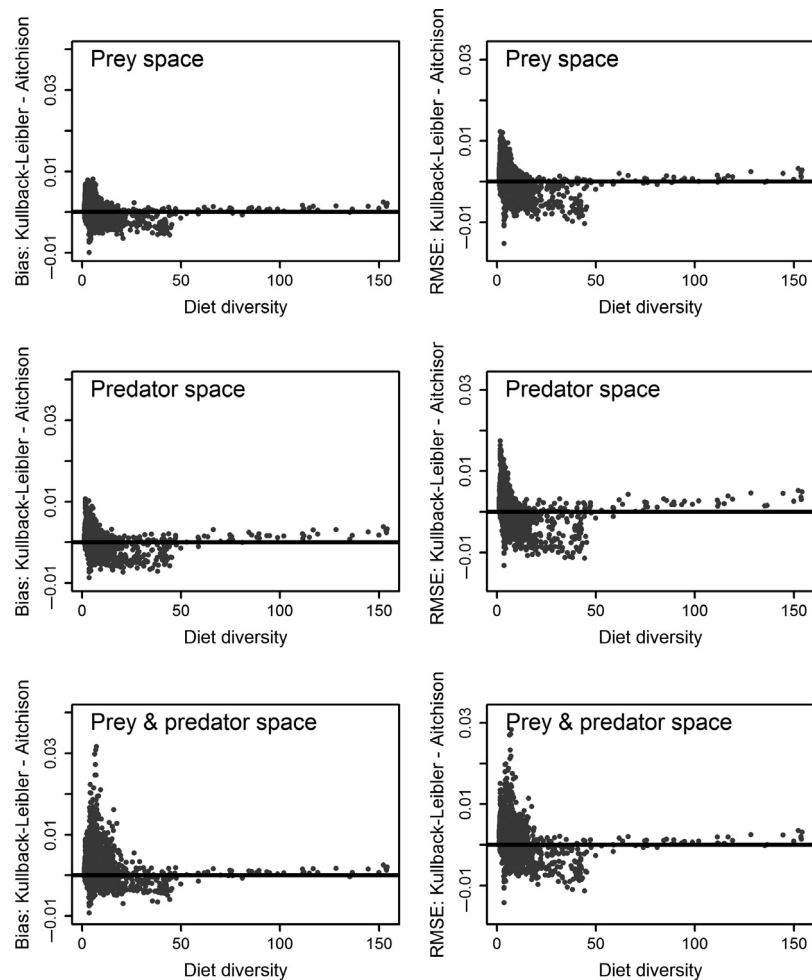 Bias: Kullback-Leibler - Aitchison
Prey space
0.03
0.01
−0.01
0 50 100 150
Diet diversity
RMSE: Kullback-Leibler - Aitchison
Prey space
0.03
0.01
−0.01
0 50 100 150
Diet diversity
Bias: Kullback-Leibler - Aitchison
Predator space
0.03
0.01
−0.01
0 50 100 150
Diet diversity
RMSE: Kullback-Leibler - Aitchisor
Predator space
0.03
0.01
−0.01
0 50 100 150
Diet diversity
Bias: Kullback-Leibler - Aitchison
Prey & predator space
0.03
0.01
−0.01
0 50 100 150
Diet diversity
RMSE: Kullback-Leibler - Aitchison
Prey & predator space
0.03
0.01
−0.01
0 50 100 150
Diet diversity